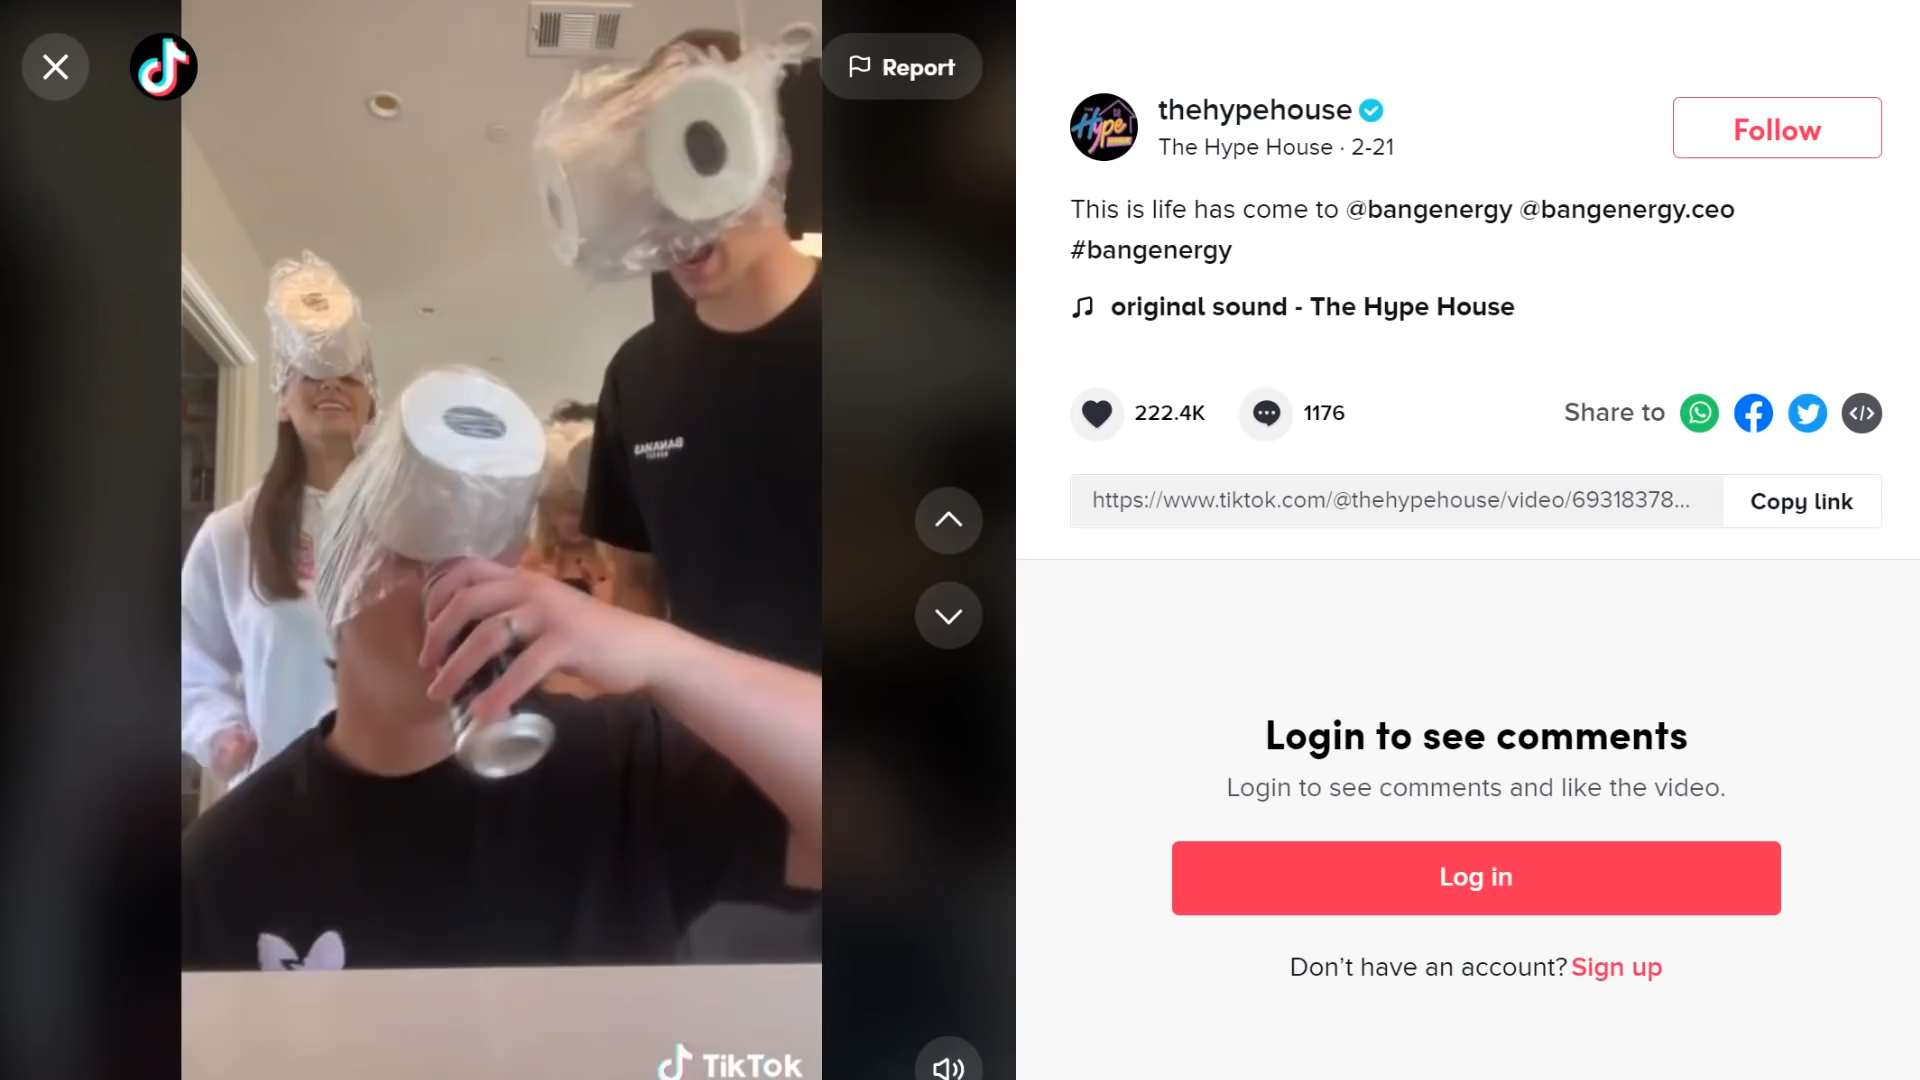 Report
TikTok
thehypehouse
The Hype House · 2-21
Follow
This is life has come to @bangenergy @bangenergy.ceo
#bangenergy
original sound - The Hype House
222.4K
1176
Share to
https://www.tiktok.com/@thehypehouse/video/69318378...
Copy link
Login to see comments
Login to see comments and like the video.
Log in
Don’t have an account? Sign up
Hype
BANANAS